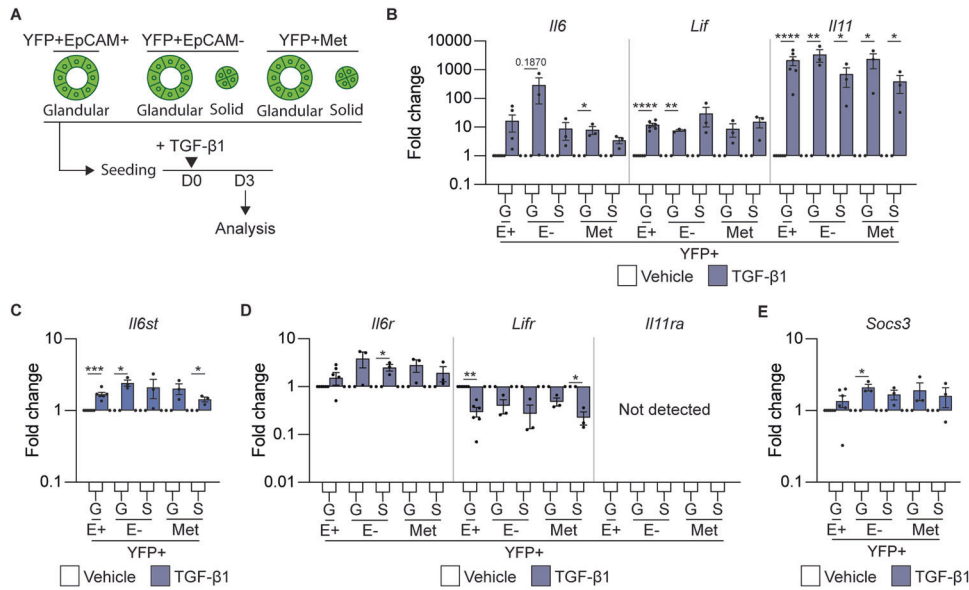 A
YFP+EpCAM+ YFP+EpCAM- YFP+Met
Glandular Glandular Solid Glandular Solid
+ TGF-β1
Seeding
D0 D3
Analysis
B
Il6 Lif Il11
Fold change
10000
1000
100
10
1
0.1
0.1870 * **** ** **** ** * * *
G G S G S G G S G S G G S G S
E+ E- Met E+ E- Met E+ E- Met
YFP+
Vehicle TGF-β1
C
Il6st
Fold change
10
1
0.1
*** * *
G G S G S
E+ E- Met
YFP+
Vehicle TGF-β1
D
Il6r Lifr Il11ra
Fold change
10
1
0.1
0.01
* ** *
Not detected
G G S G S G G S G S G G S G S
E+ E- Met E+ E- Met E+ E- Met
YFP+
Vehicle TGF-β1
E
Socs3
Fold change
10
1
0.1
*
G G S G S
E+ E- Met
YFP+
Vehicle TGF-β1